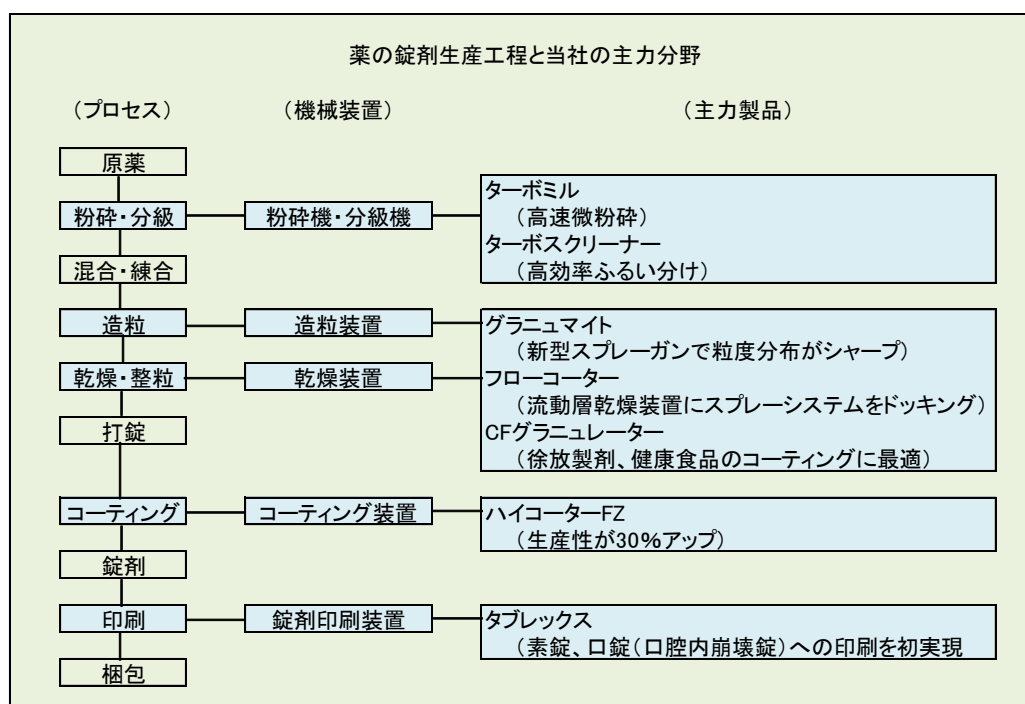 薬の錠剤生産工程と当社の主力分野
（プロセス）　（機械装置）　（主力製品）
原薬
粉砕・分級　粉砕機・分級機　ターボミル
（高速微粉砕）
ターボスクリーナー
（高効率ふるい分け）
混合・練合
造粒　造粒装置　グラニュマイト
（新型スプレーガンで粒度分布がシャープ）
乾燥・整粒　乾燥装置　フローコーター
（流動層乾燥装置にスプレーシステムをドッキング）
打錠
CFグラニュレーター
（徐放製剤、健康食品のコーティングに最適）
コーティング　コーティング装置　ハイコーターFZ
（生産性が30％アップ）
錠剤
印刷　錠剤印刷装置　タブレックス
（素錠、口錠（口腔内崩壊錠）への印刷を初実現
梱包